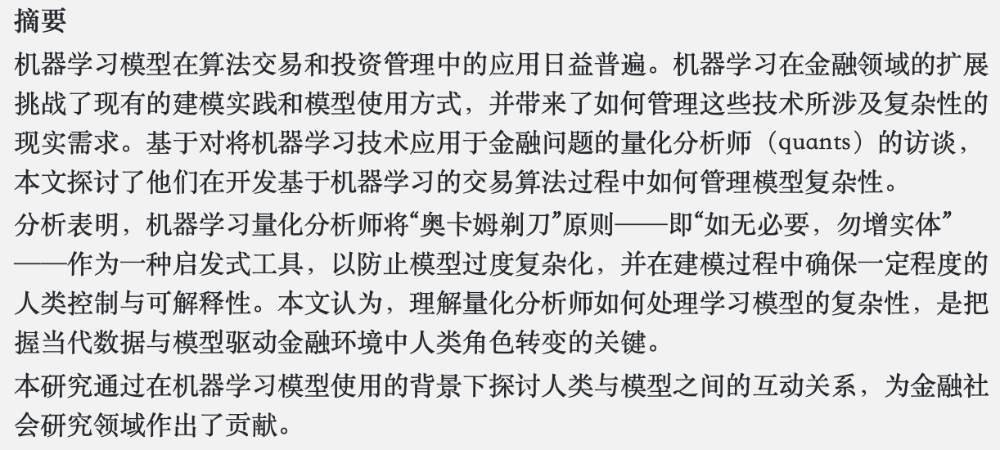 摘要
机器学习模型在算法交易和投资管理中的应用日益普遍。机器学习在金融领域的扩展
挑战了现有的建模实践和模型使用方式，并带来了如何管理这些技术所涉及复杂性的
现实需求。基于对将机器学习技术应用于金融问题的量化分析师（quants）的访谈，
本文探讨了他们在开发基于机器学习的交易算法过程中如何管理模型复杂性。
分析表明，机器学习量化分析师将“奥卡姆剃刀”原则——即“如无必要，勿增实体”
——作为一种启发式工具，以防止模型过度复杂化，并在建模过程中确保一定程度的
人类控制与可解释性。本文认为，理解量化分析师如何处理学习模型的复杂性，是把
握当代数据与模型驱动金融环境中人类角色转变的关键。
本研究通过在机器学习模型使用的背景下探讨人类与模型之间的互动关系，为金融社
会研究领域作出了贡献。